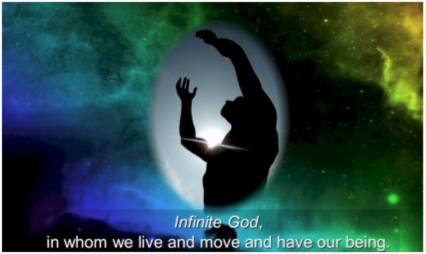 Infinite God,
in whom we live and move and have our being.